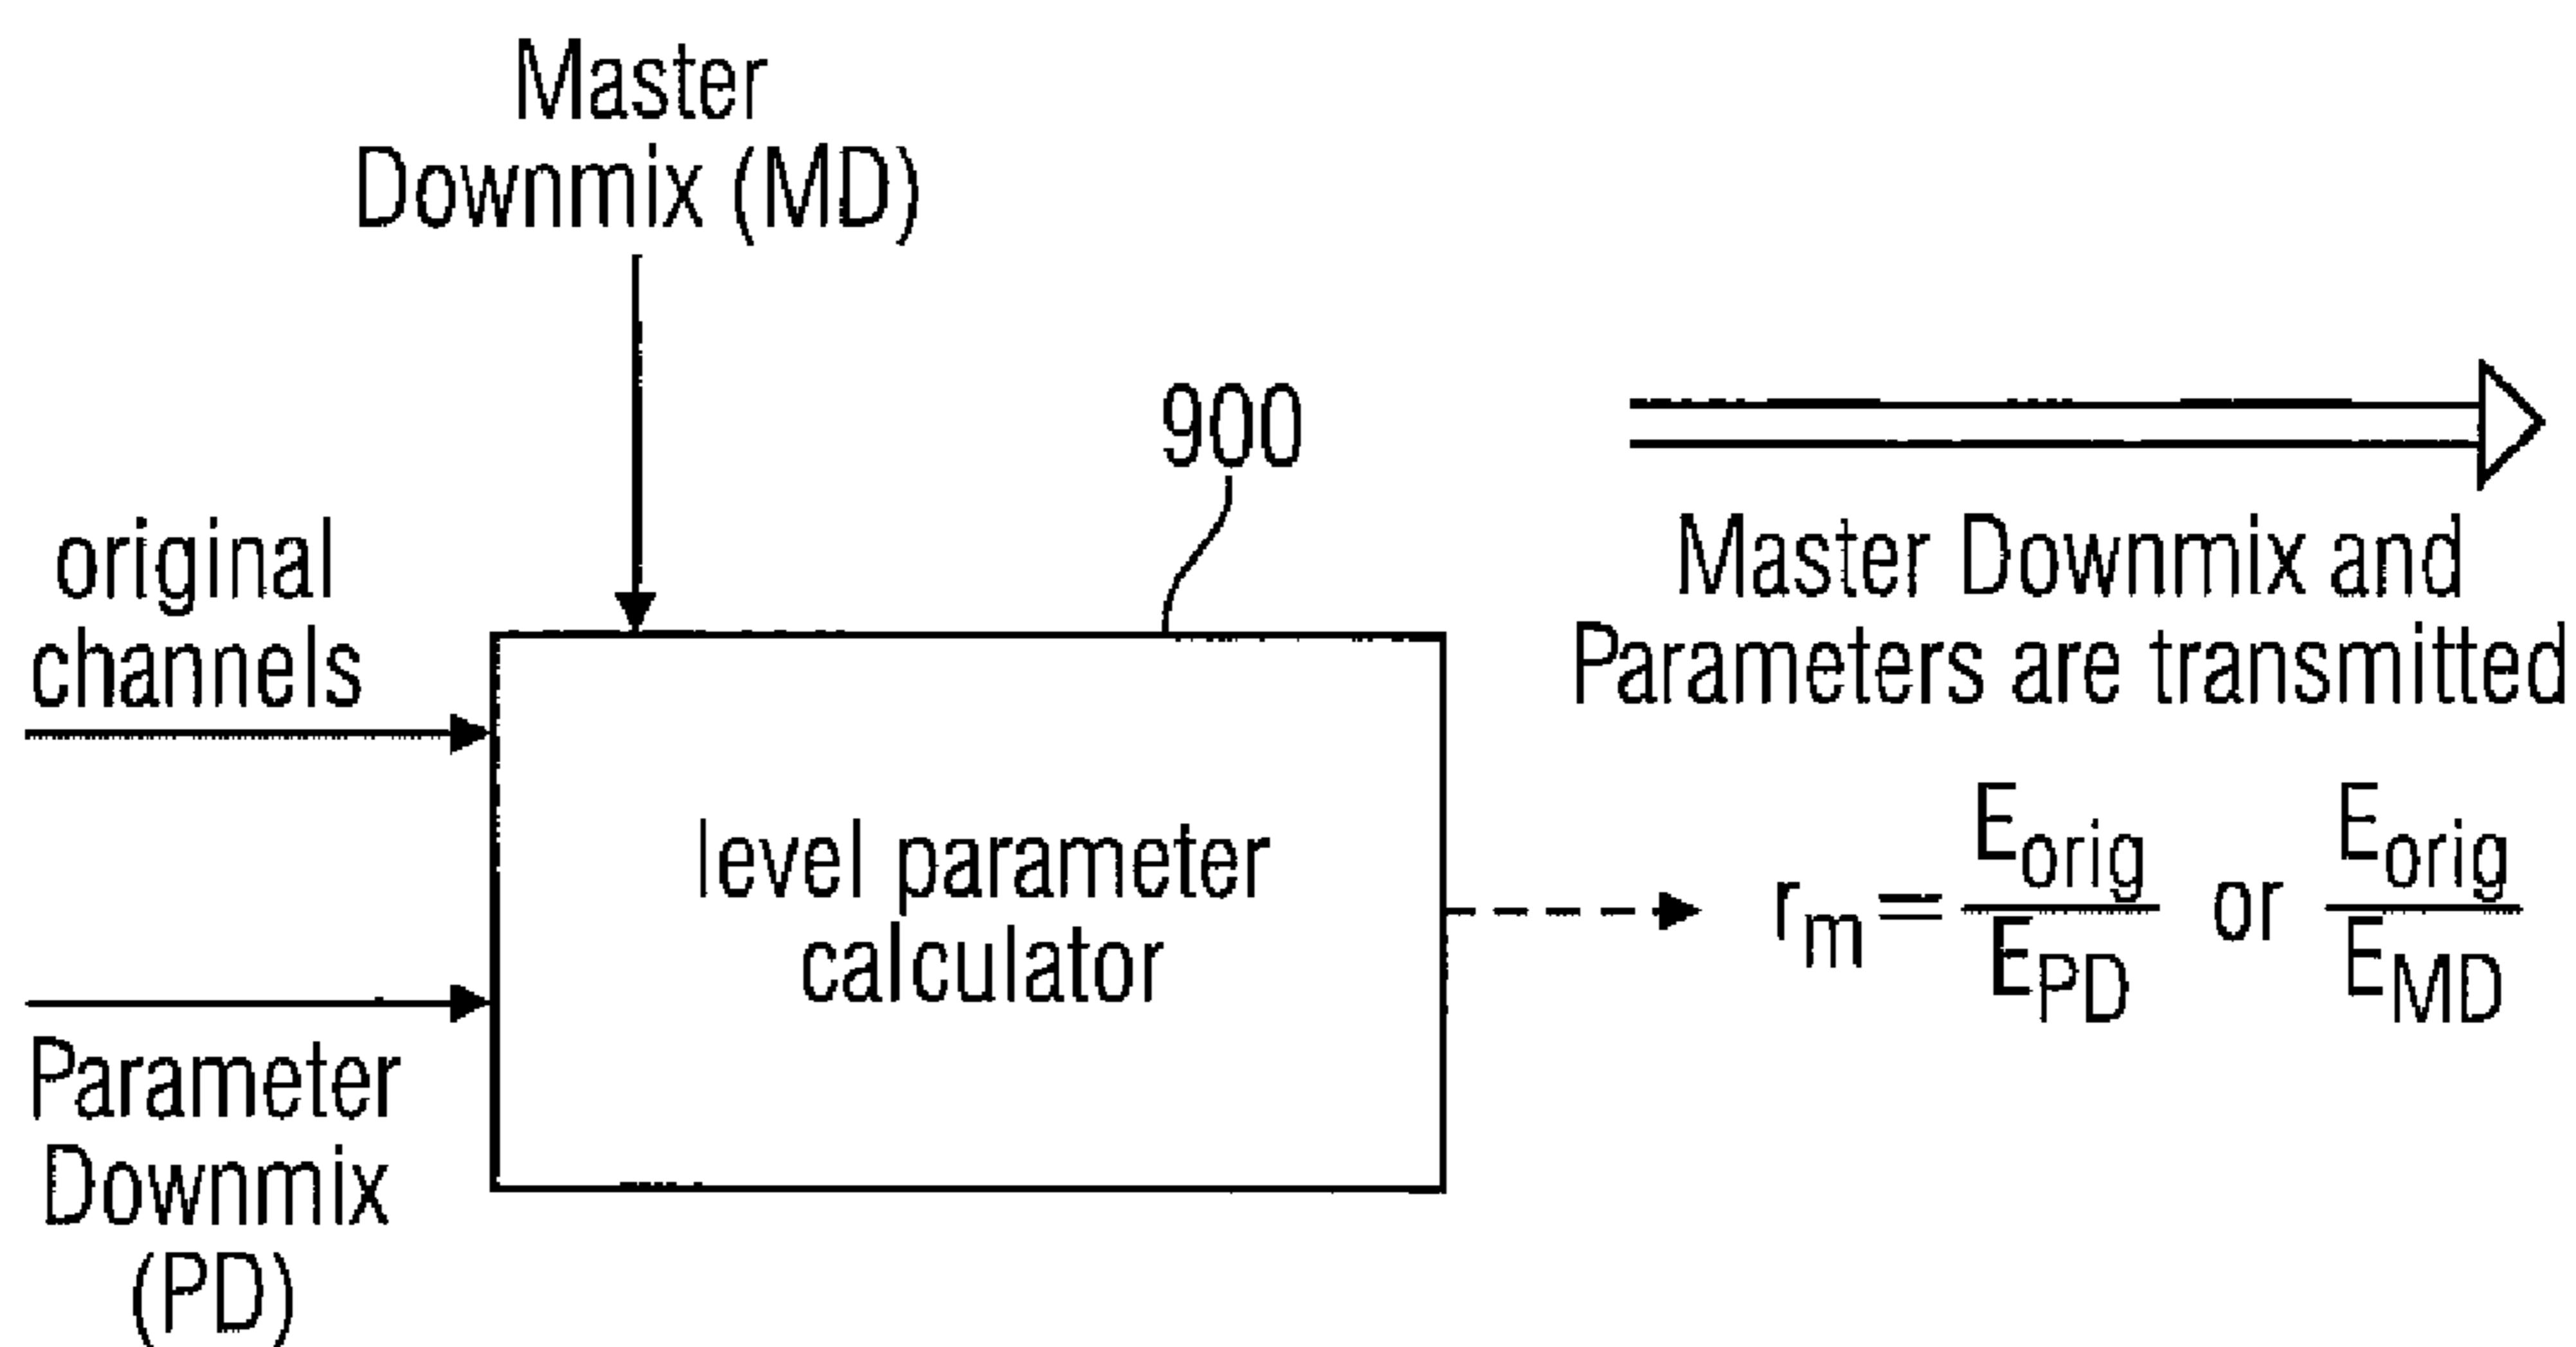 Master
Downmix (MD)
900
original
channels
Master Downmix and
Parameters are transmitted
level parameter
calculator
r_m = E_orig/E_PD or E_orig/E_MD
Parameter
Downmix
(PD)